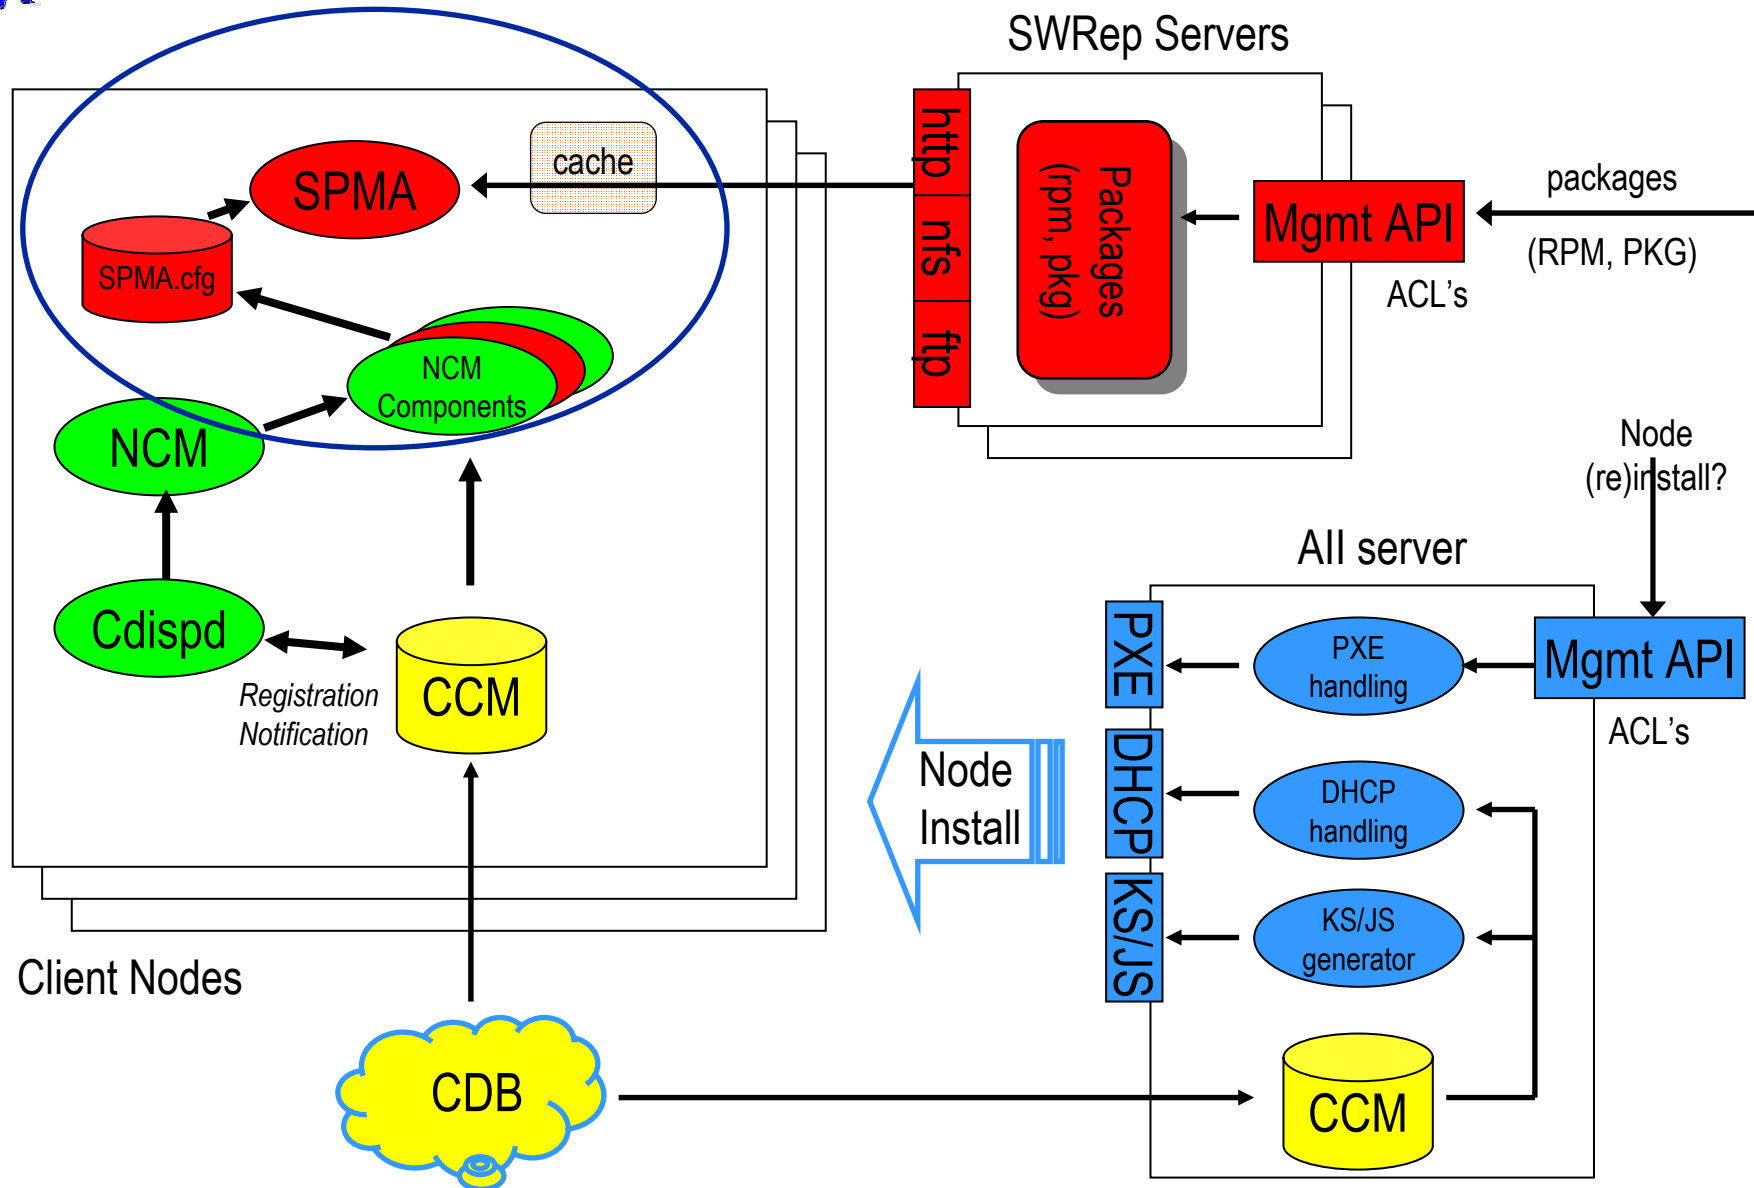 SWRep Servers
cache
SPMA
SPMA.cfg
NCM
Components
NCM
Cdispd
Registration
Notification
CCM
Client Nodes
CDB
http
nfs
ftp
Packages
(rpm, pkg)
Mgmt API
ACL's
packages
(RPM, PKG)
Node
(re)install?
AII server
Node
Install
PXE
DHCP
KS/JS
PXE
handling
Mgmt API
ACL's
DHCP
handling
KS/JS
generator
CCM